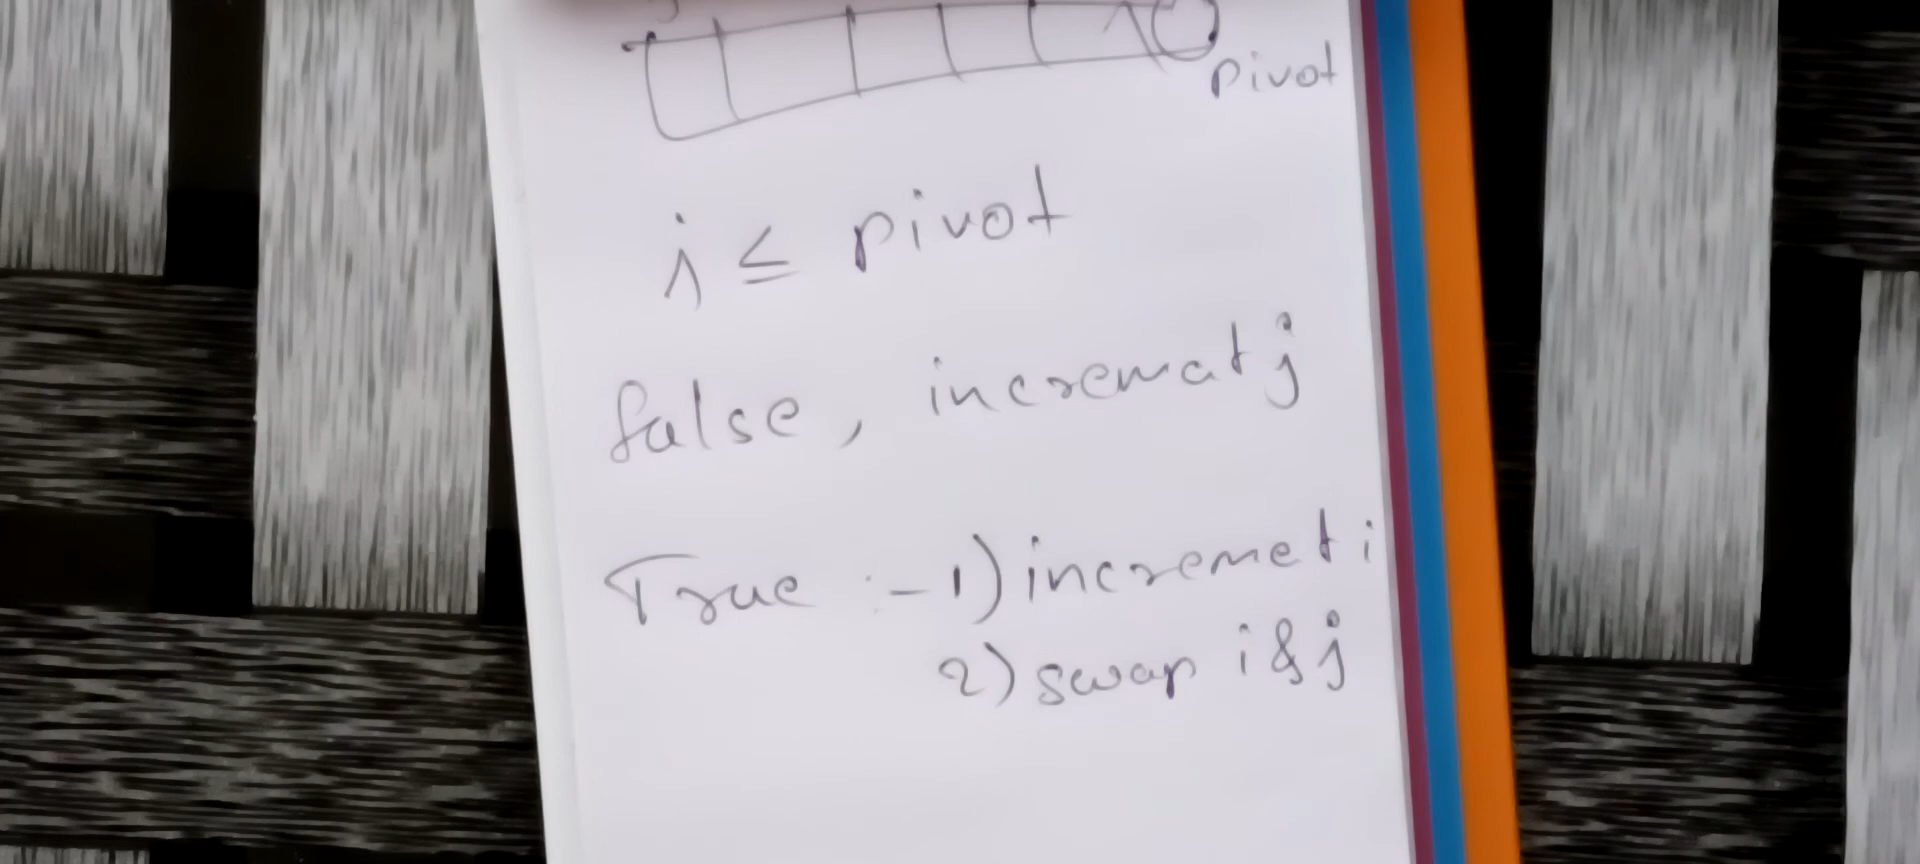 pivot
j ≤ pivot
false, incremat j
True :- 1) incremet i
2) swap i & j